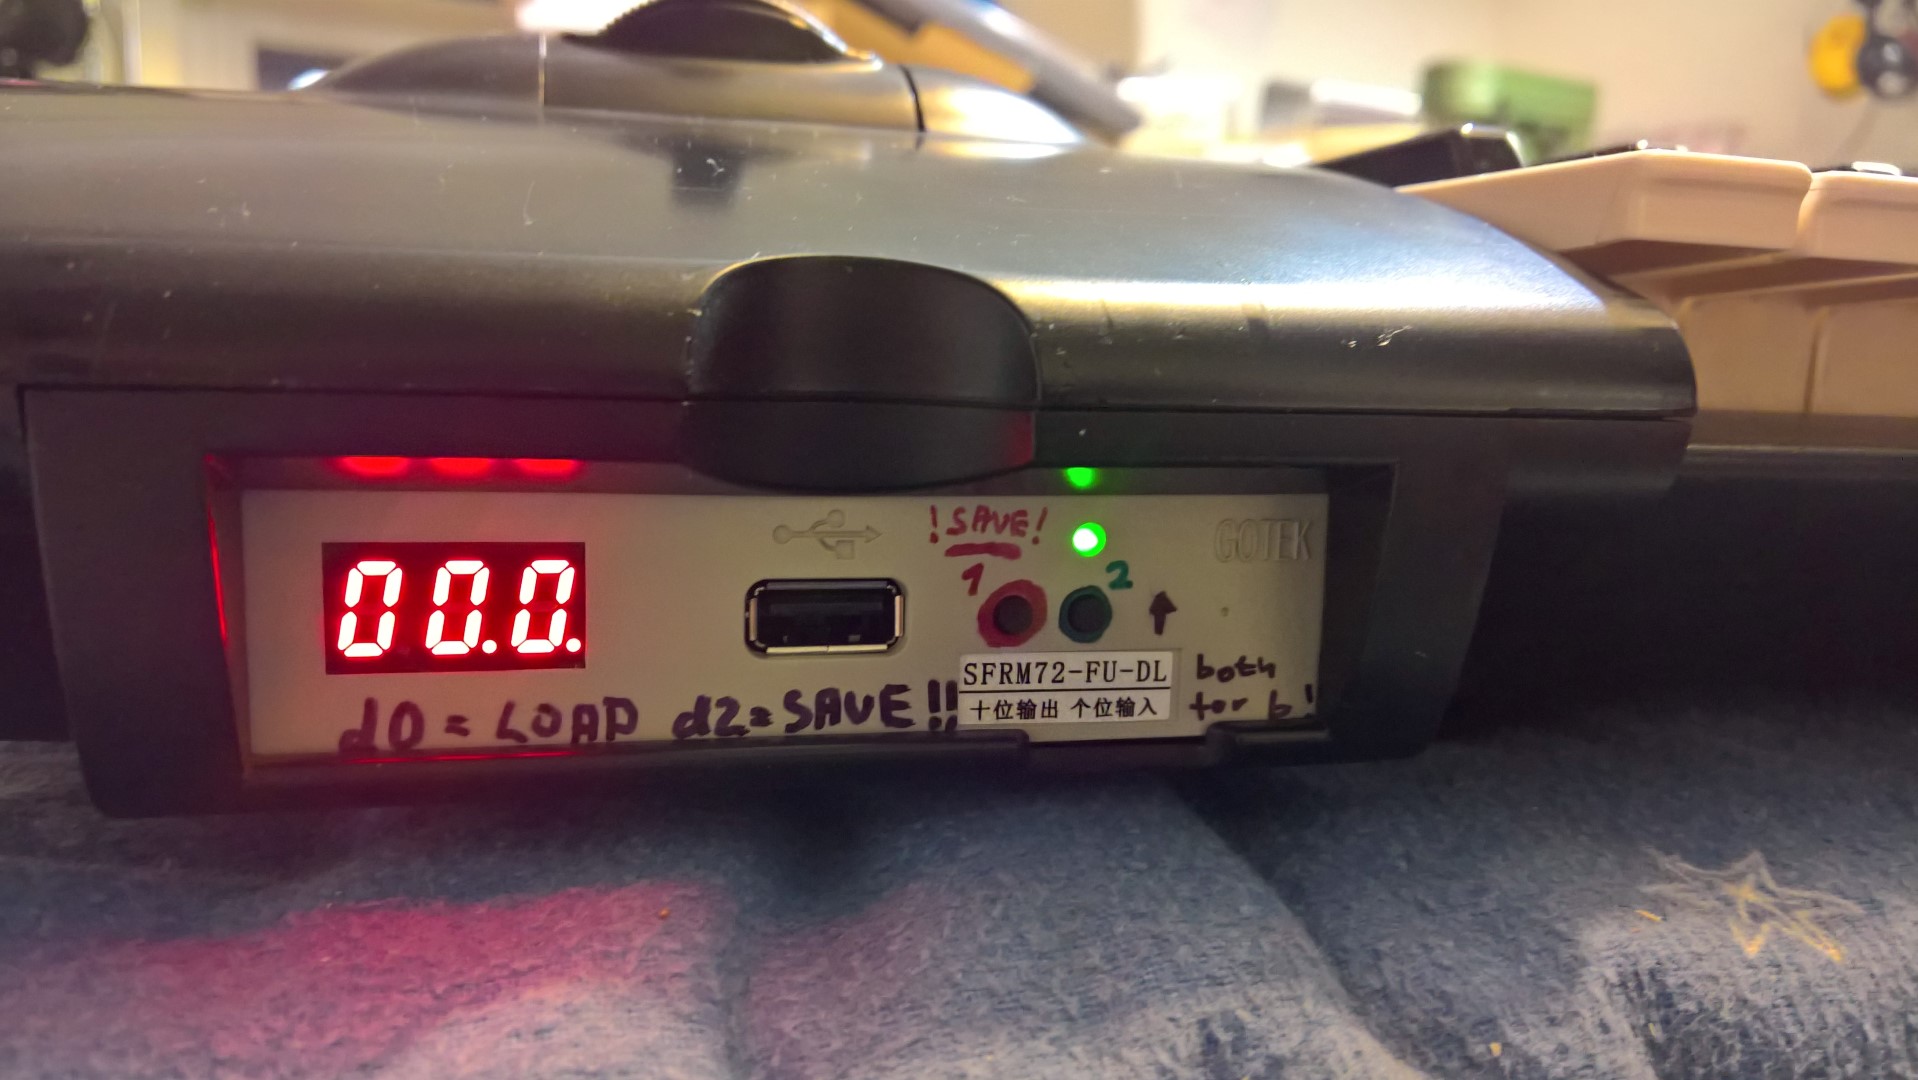 00.0.
!SAVE!
1 2
GOTEK
SFRM72-FU-DL
十位输出 个位输入
both
for b!
d0 = LOAD d2 = SAVE!!